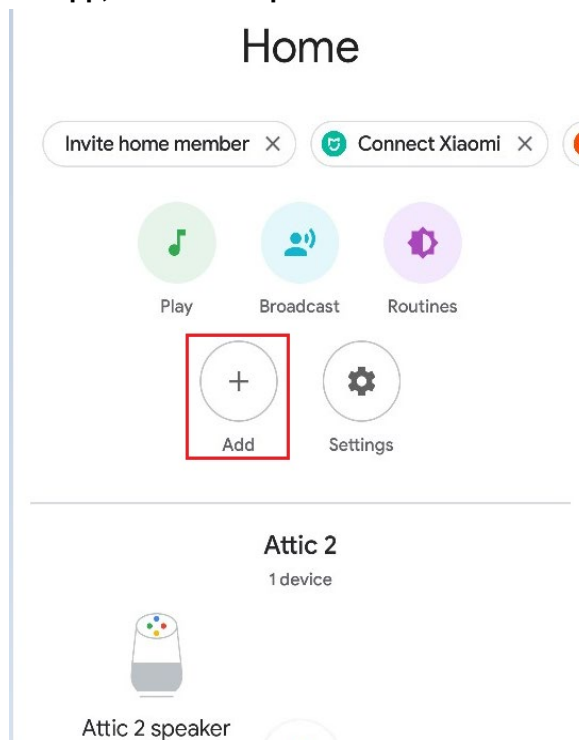 Home
Invite home member ×
Connect Xiaomi ×
Play
Broadcast
Routines
Add
Settings
Attic 2
1 device
Attic 2 speaker